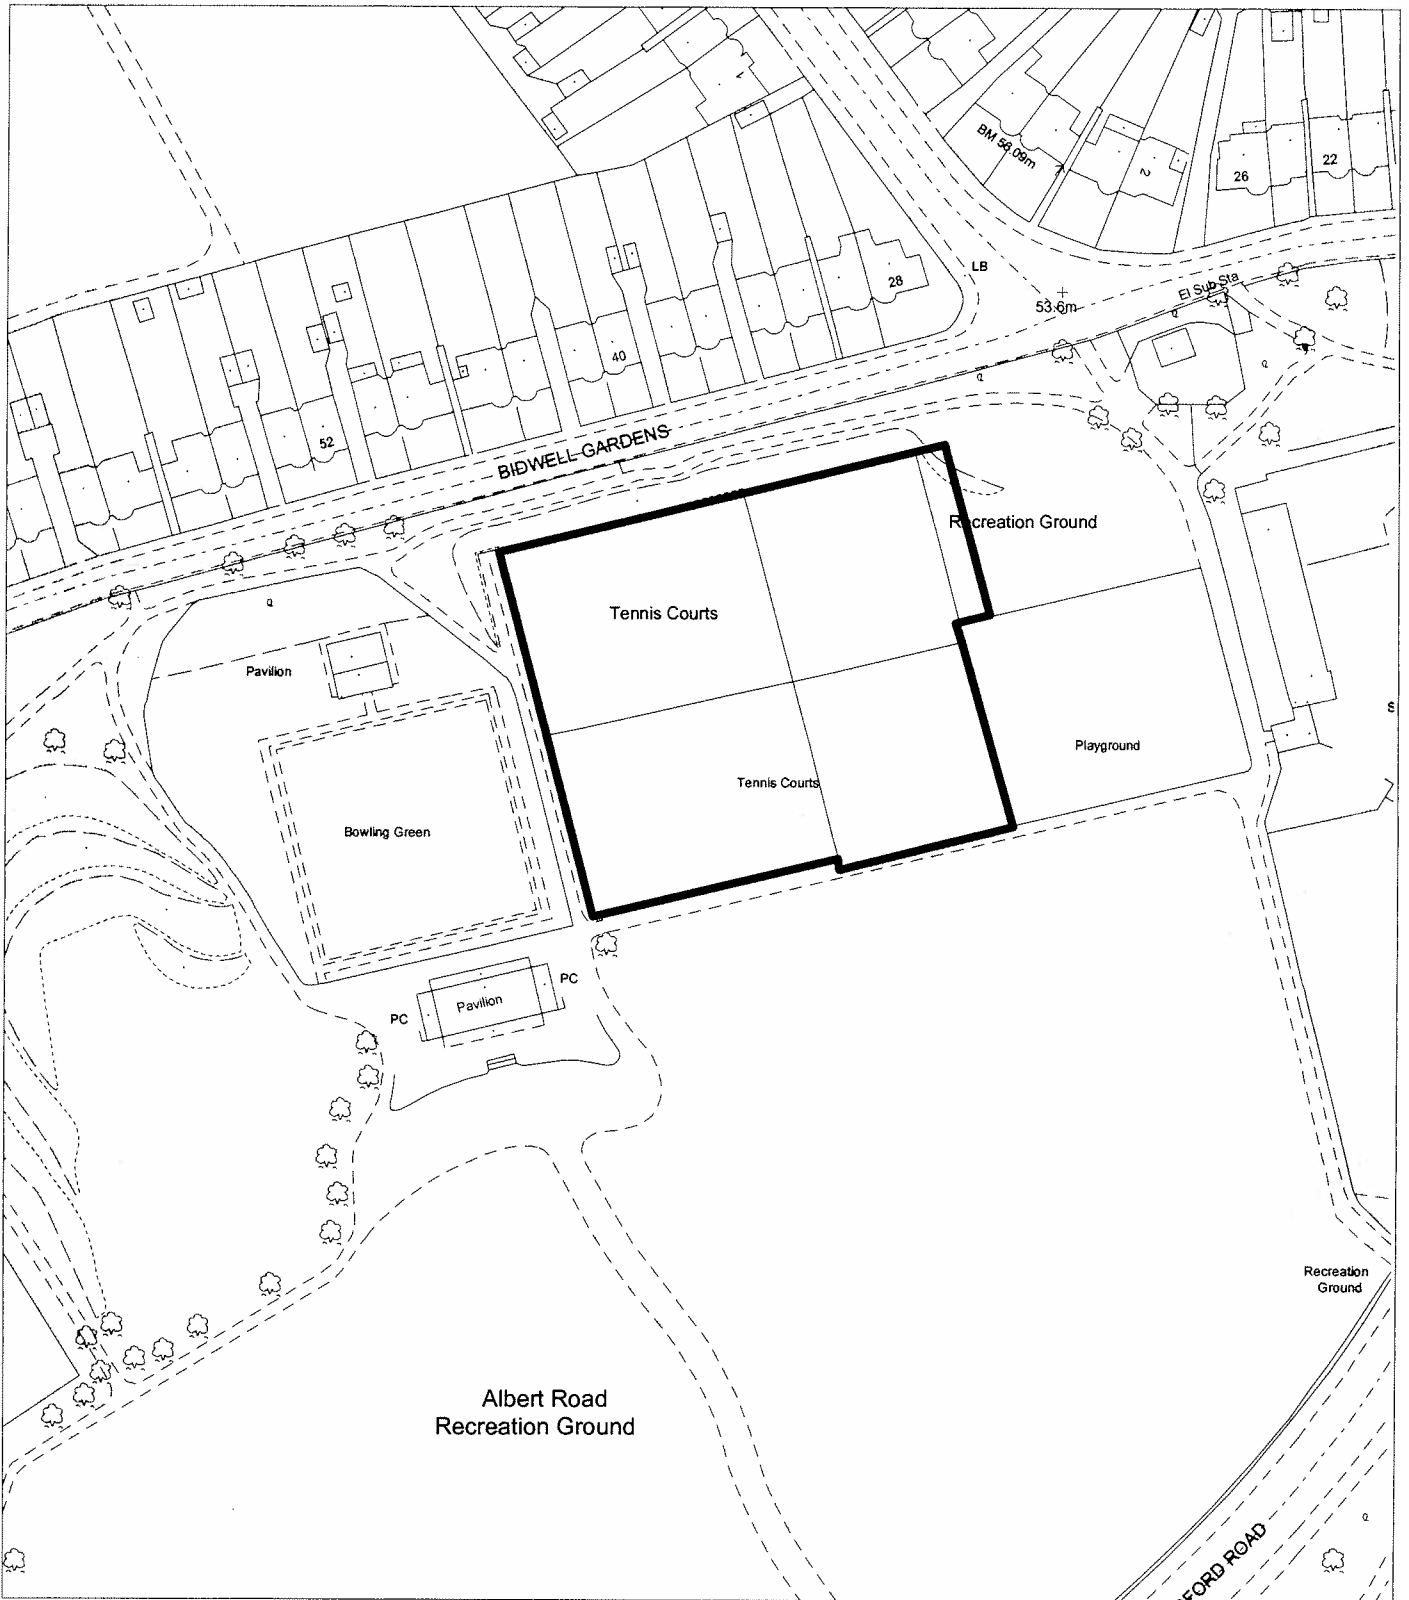 BM 56.09m
2
26
22
LB
28
53.6m
El Sub Sta
40
52
BIDWELL GARDENS
Recreation Ground
Tennis Courts
Pavilion
S
Playground
Tennis Courts
Bowling Green
PC
Pavilion
PC
Recreation
Ground
Albert Road
Recreation Ground
FORD ROAD